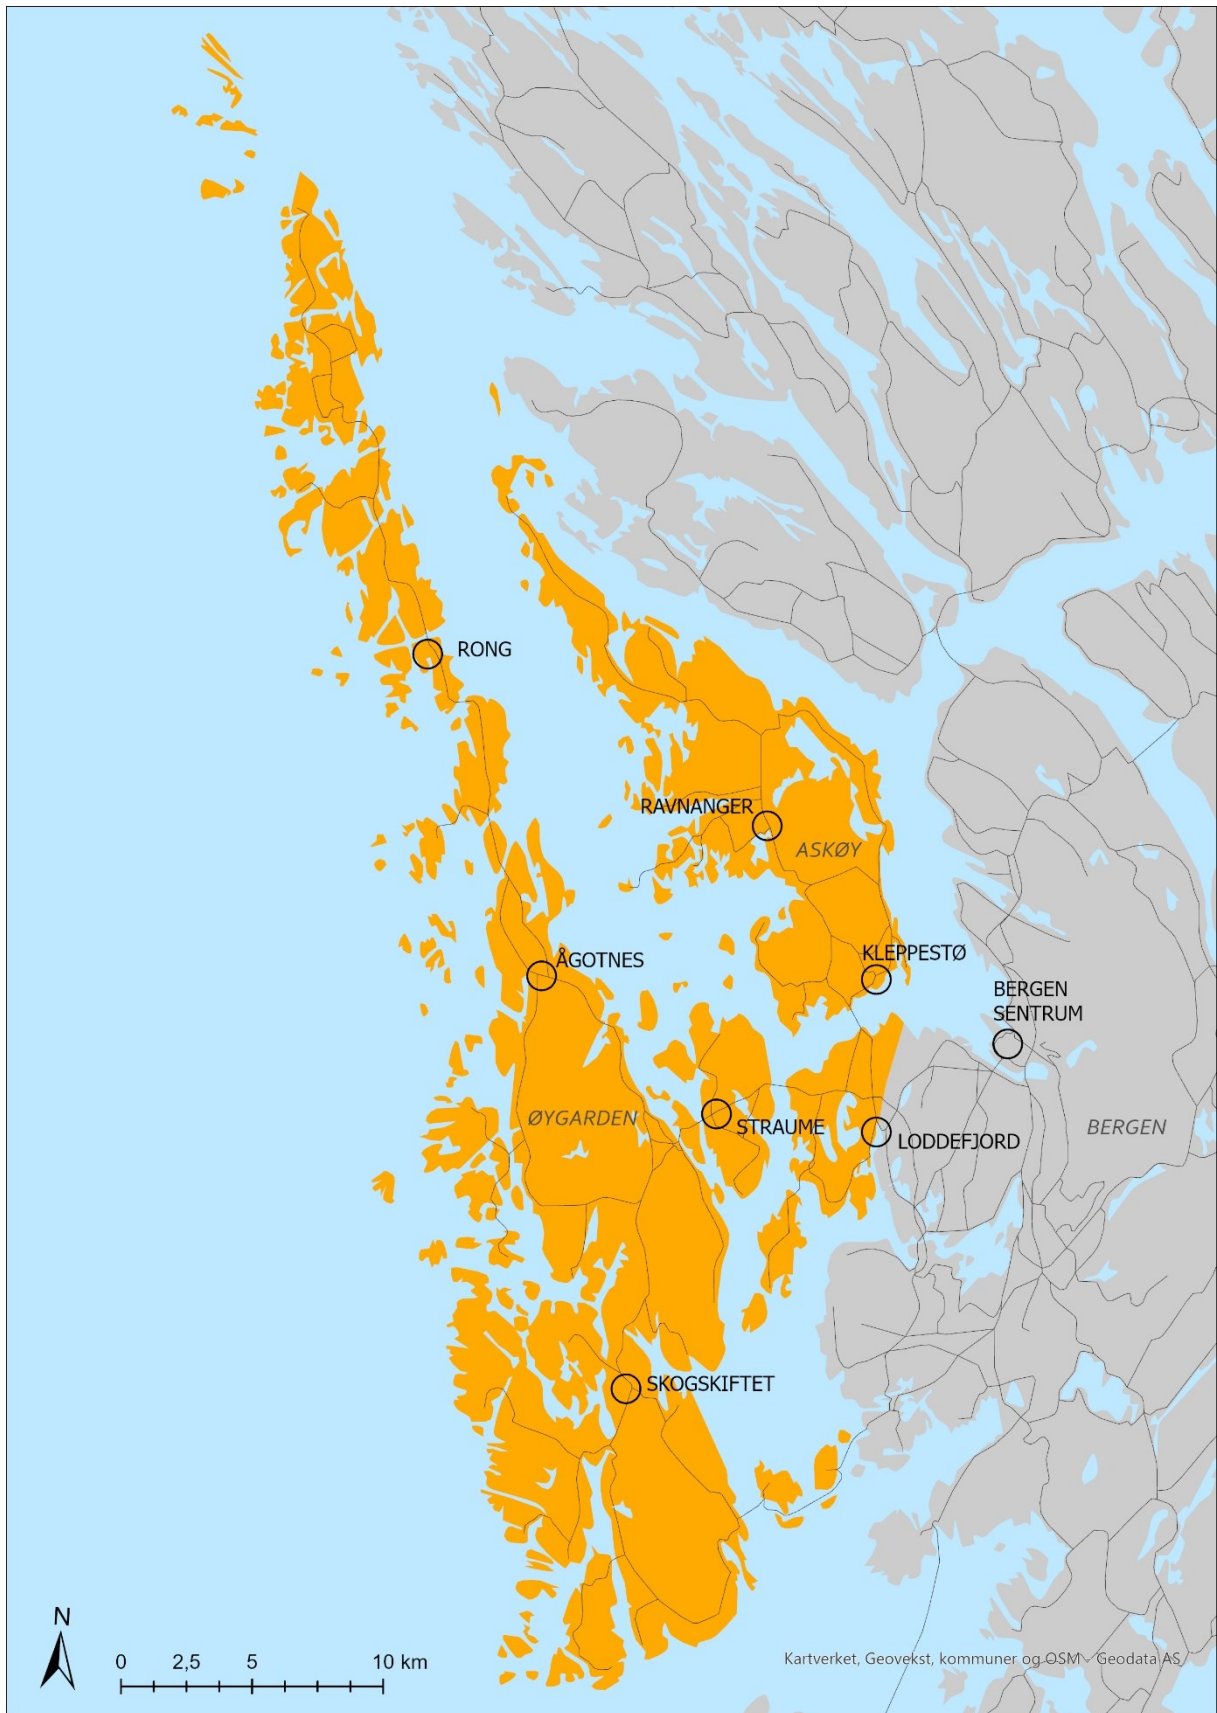 RONG
RAVNANGER
ASKØY
KLEPPESTØ
ÅGOTNES
BERGEN
SENTRUM
ØYGARDEN
STRAUME
LODDEFJORD
BERGEN
SKOGSKIFTET
N
0 2,5 5 10 km
Kartverket, Geovekst, kommuner og OSM - Geodata AS